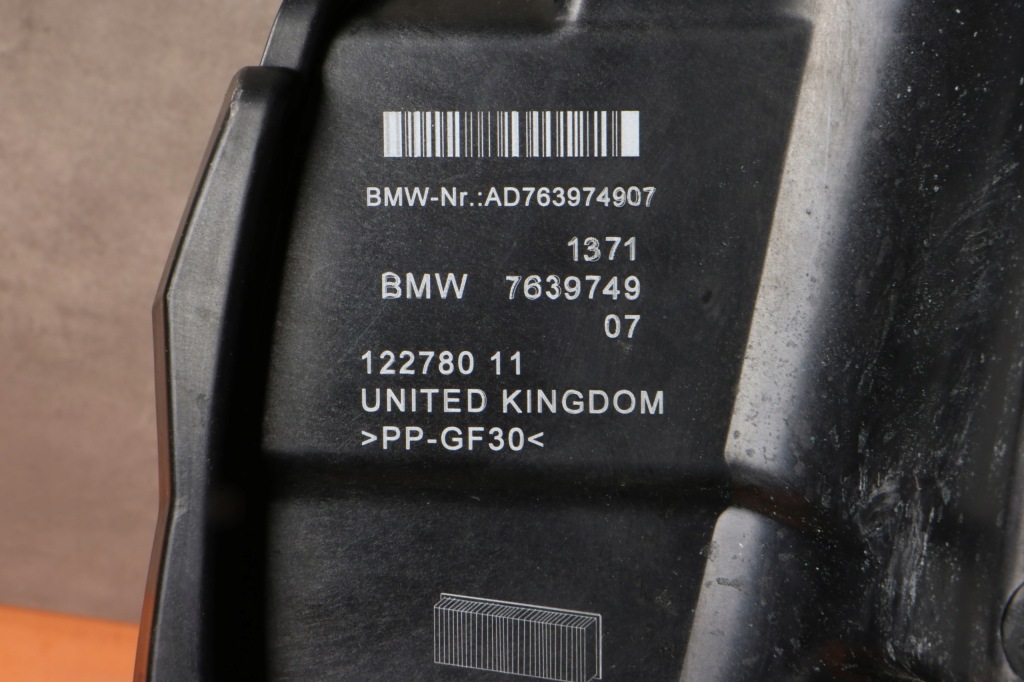 BMW-Nr.:AD763974907
1371
BMW 7639749
07
122780 11
UNITED KINGDOM
>PP-GF30<